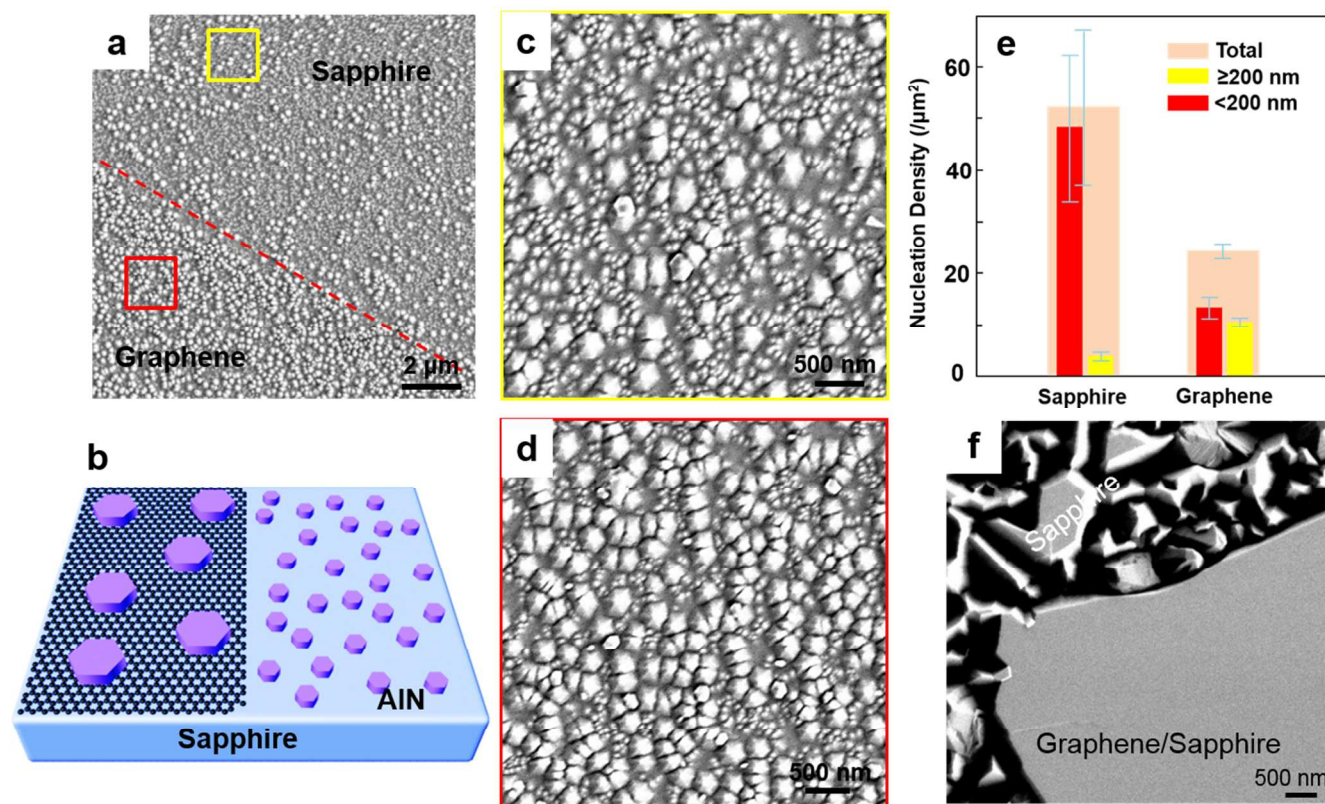 a
Sapphire
Graphene
2 µm
b
AlN
Sapphire
c
500 nm
d
500 nm
e
Total
≥200 nm
<200 nm
Nucleation Density (/µm²)
60
40
20
0
Sapphire
Graphene
f
Sapphire
Graphene/Sapphire
500 nm